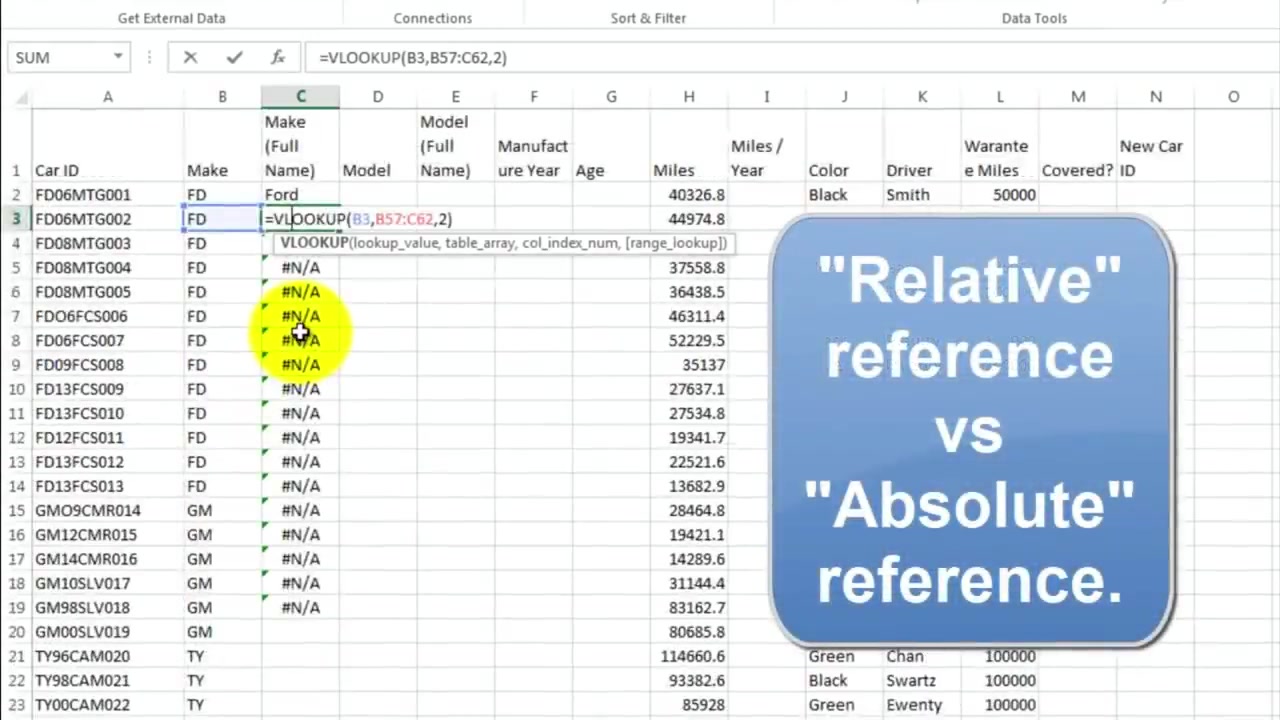 Get External Data Connections Sort & Filter Data Tools
SUM =VLOOKUP(B3,B57:C62,2)
A B C D E F G H I J K L M N O
1 Car ID Make Make (Full Name) Model Model (Full Name) Manufact ure Year Age Miles Miles / Year Color Driver Warante e Miles Covered? New Car ID
2 FD06MTG001 FD Ford 40326.8 Black Smith 50000
3 FD06MTG002 FD =VLOOKUP(B3,B57:C62,2) 44974.8
4 FD08MTG003 FD VLOOKUP(lookup_value, table_array, col_index_num, [range_lookup])
5 FD08MTG004 FD #N/A 37558.8
6 FD08MTG005 FD #N/A 36438.5
7 FDO6FCS006 FD #N/A 46311.4
8 FD06FCS007 FD #N/A 52229.5
9 FD09FCS008 FD #N/A 35137
10 FD13FCS009 FD #N/A 27637.1
11 FD13FCS010 FD #N/A 27534.8
12 FD12FCS011 FD #N/A 19341.7
13 FD13FCS012 FD #N/A 22521.6
14 FD13FCS013 FD #N/A 13682.9
15 GMO9CMR014 GM #N/A 28464.8
16 GM12CMR015 GM #N/A 19421.1
17 GM14CMR016 GM #N/A 14289.6
18 GM10SLV017 GM #N/A 31144.4
19 GM98SLV018 GM #N/A 83162.7
20 GM00SLV019 GM 80685.8
21 TY96CAM020 TY 114660.6 Green Chan 100000
22 TY98CAM021 TY 93382.6 Black Swartz 100000
23 TY00CAM022 TY 85928 Green Ewenty 100000
"Relative"
reference
vs
"Absolute"
reference.